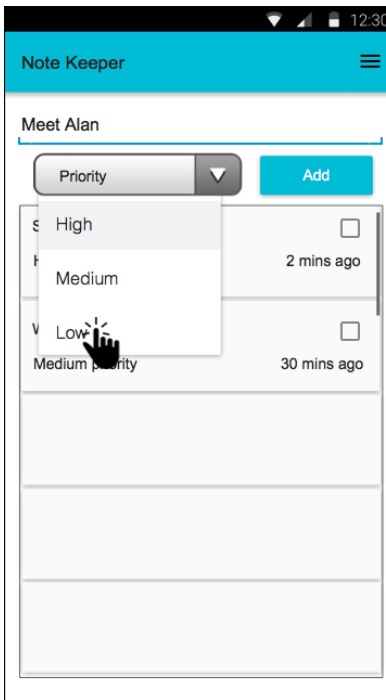 12:30
Note Keeper
Meet Alan
Priority
Add
High
2 mins ago
Medium
Low
Medium priority
30 mins ago